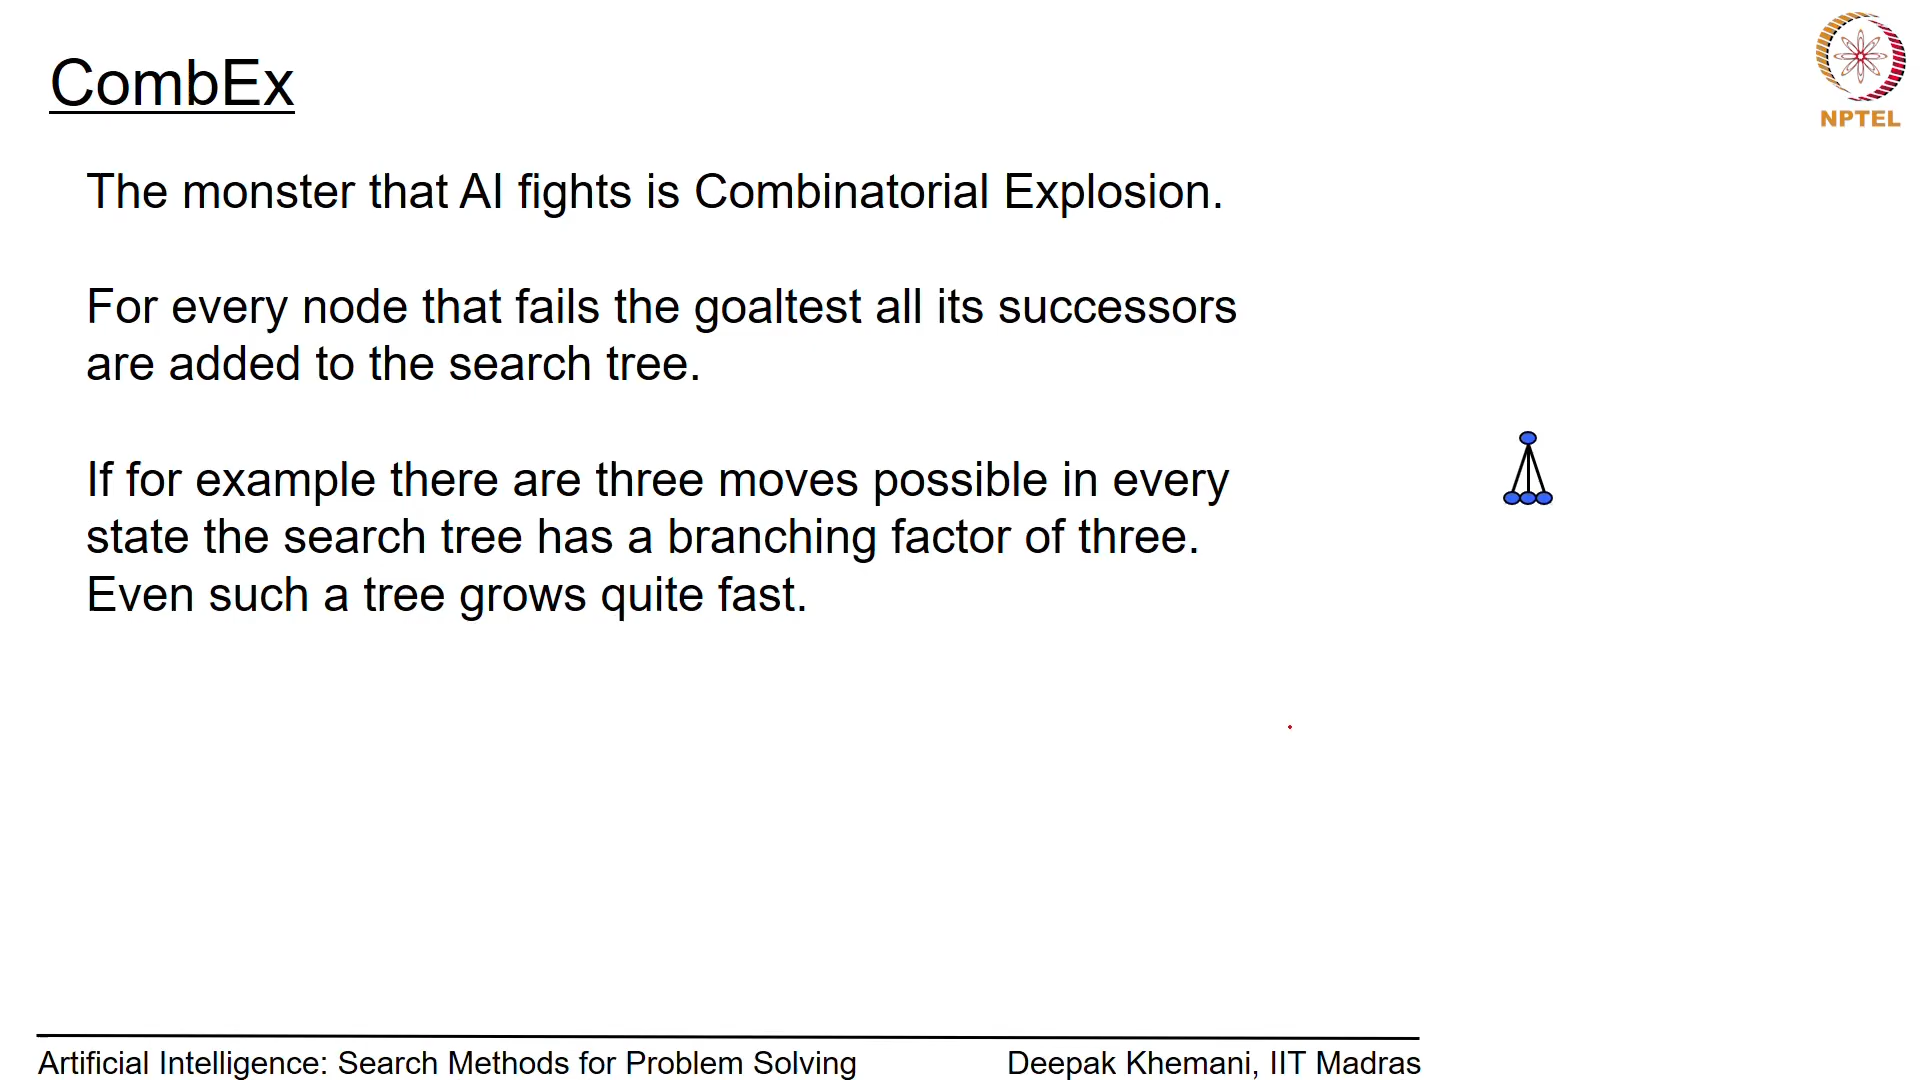 CombEx
NPTEL
The monster that AI fights is Combinatorial Explosion.
For every node that fails the goaltest all its successors
are added to the search tree.
If for example there are three moves possible in every
state the search tree has a branching factor of three.
Even such a tree grows quite fast.
Artificial Intelligence: Search Methods for Problem Solving
Deepak Khemani, IIT Madras